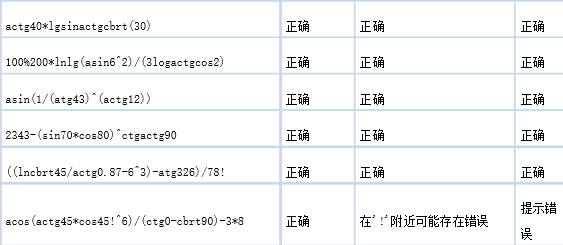 actg40*lgsinactgcbrt(30) 正确 正确 正确
100%200*lnlg(asin6^2)/(3logactgcos2) 正确 正确 正确
asin(1/(atg43)^(actg12)) 正确 正确 正确
2343-(sin70*cos80)^ctgactg90 正确 正确 正确
((lncbrt45/actg0.87-6^3)-atg326)/78! 正确 正确 正确
acos(actg45*cos45!^6)/(ctg0-cbrt90)-3*8 正确 在'!'附近可能存在错误 提示错
误